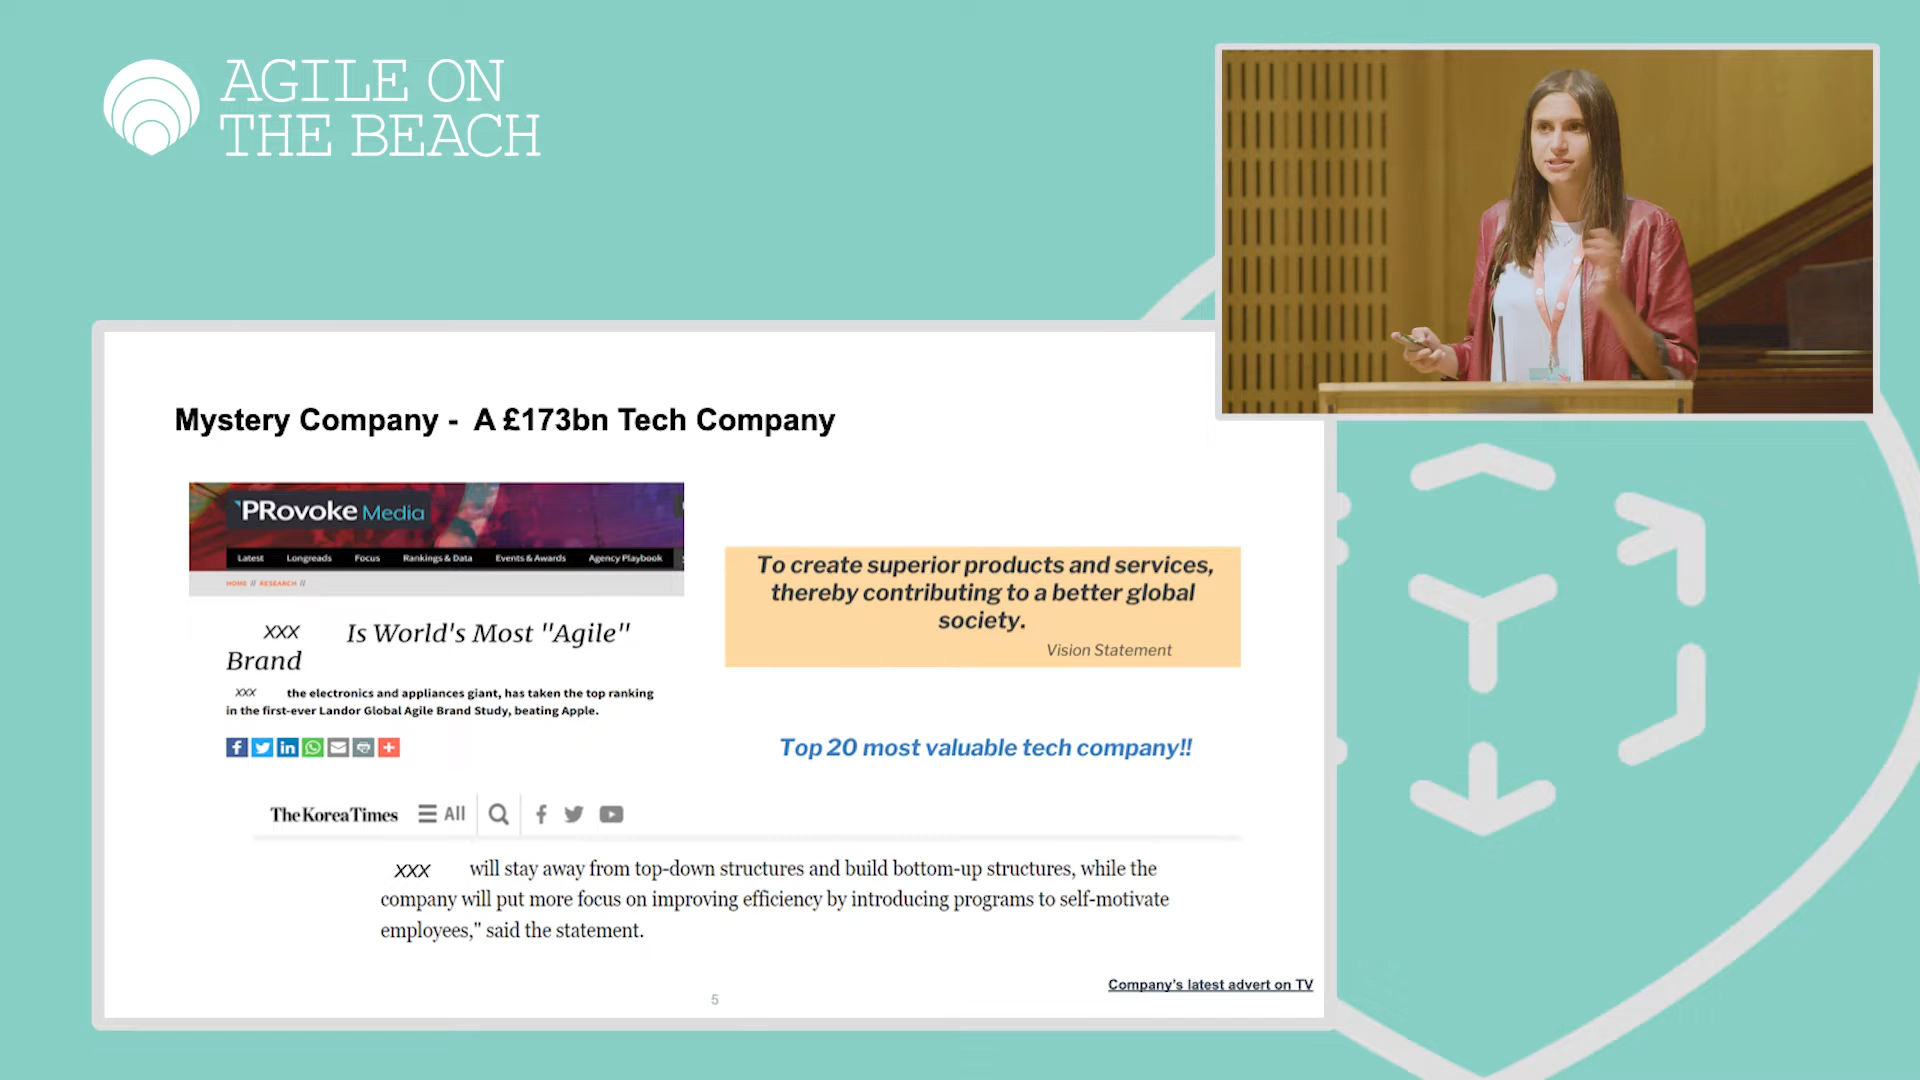 AGILE ON
THE BEACH
Mystery Company - A £173bn Tech Company
PRovoke Media
Latest Longreads Focus Rankings & Data Events & Awards Agency Playbook
HOME // RESEARCH //
XXX Is World's Most "Agile"
Brand
XXX the electronics and appliances giant, has taken the top ranking
in the first-ever Landor Global Agile Brand Study, beating Apple.
To create superior products and services,
thereby contributing to a better global
society.
Vision Statement
Top 20 most valuable tech company!!
The Korea Times All
XXX will stay away from top-down structures and build bottom-up structures, while the
company will put more focus on improving efficiency by introducing programs to self-motivate
employees," said the statement.
Company's latest advert on TV
5